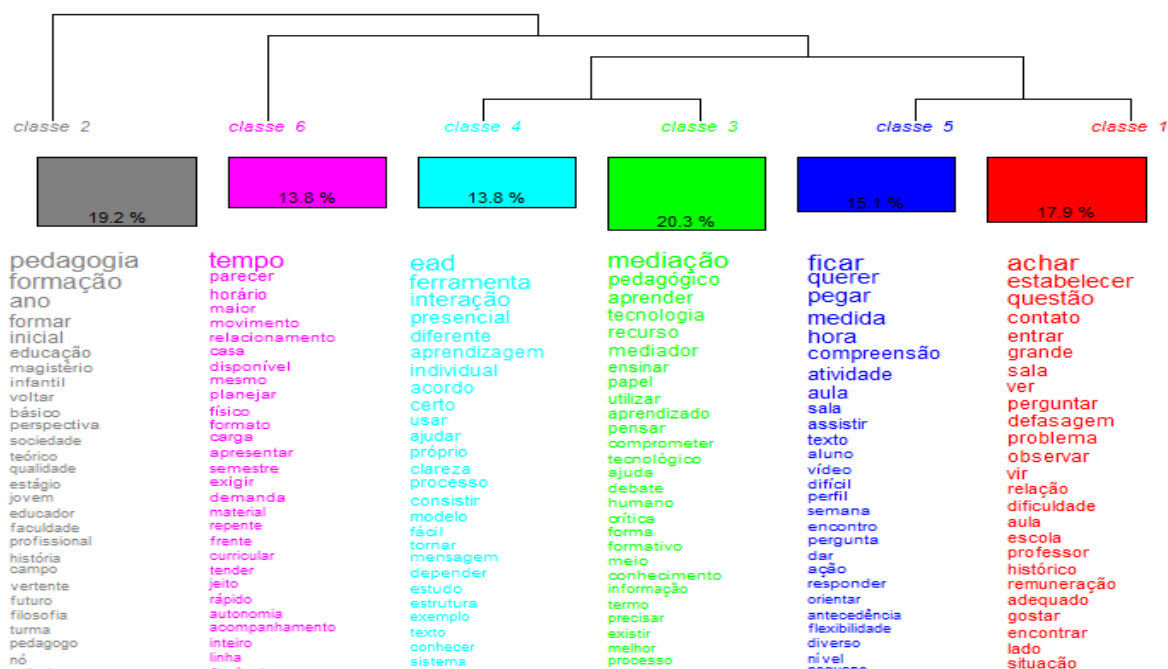 classe 2
classe 6
classe 4
classe 3
classe 5
classe 1
19.2 %
13.8 %
13.8 %
20.3 %
15.1 %
17.9 %
pedagogia
formação
ano
formar
inicial
educação
magistério
infantil
voltar
básico
perspectiva
sociedade
teórico
qualidade
estágio
jovem
educador
faculdade
profissional
história
campo
vertente
futuro
filosofia
turma
pedagogo
nó
tempo
parecer
horário
maior
movimento
relacionamento
casa
disponível
mesmo
planejar
físico
formato
carga
apresentar
semestre
exigir
demanda
material
repente
frente
curricular
tender
jeito
rápido
autonomia
acompanhamento
inteiro
linha
ead
ferramenta
interação
presencial
diferente
aprendizagem
individual
acordo
certo
usar
ajudar
próprio
clareza
processo
consistir
modelo
fácil
tornar
mensagem
depender
estudo
estrutura
exemplo
texto
conhecer
sistema
mediação
pedagógico
aprender
tecnologia
recurso
mediador
ensinar
papel
utilizar
aprendizado
pensar
comprometer
tecnológico
ajuda
debate
humano
crítica
forma
formativo
meio
conhecimento
informação
termo
precisar
existir
melhor
processo
ficar
querer
pegar
medida
hora
compreensão
atividade
aula
sala
assistir
texto
aluno
vídeo
difícil
perfil
semana
encontro
pergunta
dar
ação
responder
orientar
antecedência
flexibilidade
diverso
nível
achar
estabelecer
questão
contato
entrar
grande
sala
ver
perguntar
defasagem
problema
observar
vir
relação
dificuldade
aula
escola
professor
histórico
remuneração
adequado
gostar
encontrar
lado
situação